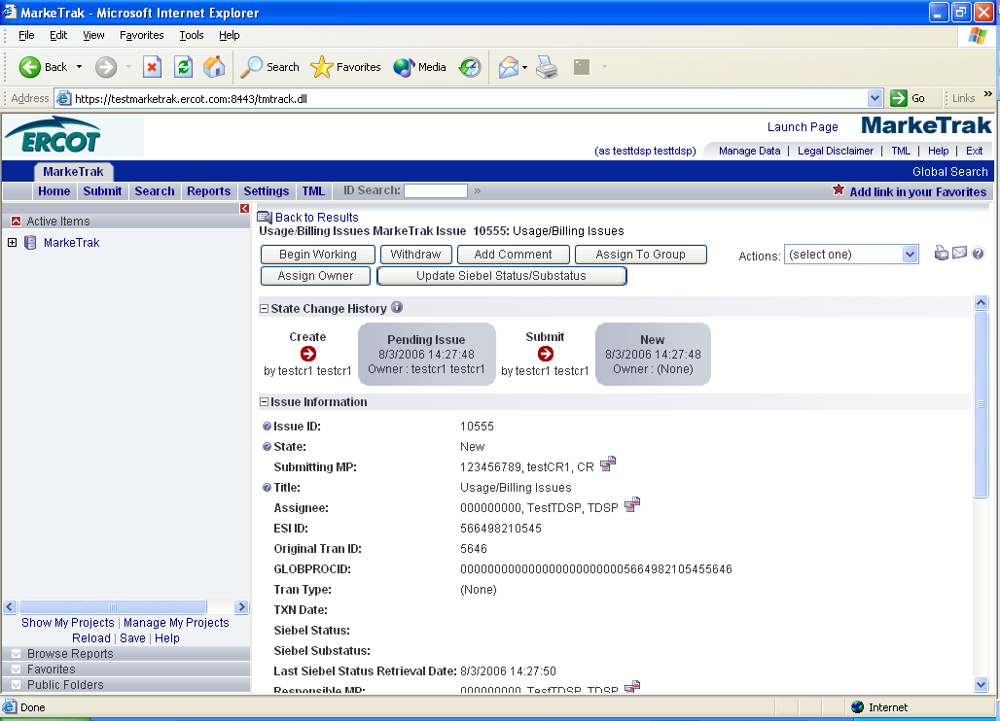 MarkeTrak - Microsoft Internet Explorer
File Edit View Favorites Tools Help
Back Search Favorites Media
Address https://testmarketrak.ercot.com:8443/tmtrack.dll Go Links »
ERCOT Launch Page MarkeTrak
(as testtdsp testtdsp) Manage Data | Legal Disclaimer | TML | Help | Exit
MarkeTrak Global Search
Home Submit Search Reports Settings TML ID Search: » Add link in your Favorites
Active Items
MarkeTrak
Show My Projects | Manage My Projects
Reload | Save | Help
Browse Reports
Favorites
Public Folders
Back to Results
Usage/Billing Issues MarkeTrak Issue 10555: Usage/Billing Issues
Begin Working Withdraw Add Comment Assign To Group Actions: (select one)
Assign Owner Update Siebel Status/Substatus
State Change History
Create Pending Issue Submit New
8/3/2006 14:27:48 8/3/2006 14:27:48
by testcr1 testcr1 Owner : testcr1 testcr1 by testcr1 testcr1 Owner : (None)
Issue Information
Issue ID: 10555
State: New
Submitting MP: 123456789, testCR1, CR
Title: Usage/Billing Issues
Assignee: 000000000, TestTDSP, TDSP
ESI ID: 566498210545
Original Tran ID: 5646
GLOBPROCID: 00000000000000000000000056649821054​55646
Tran Type: (None)
TXN Date:
Siebel Status:
Siebel Substatus:
Last Siebel Status Retrieval Date: 8/3/2006 14:27:50
Responsible MP: 000000000, TestTDSP, TDSP
Done Internet